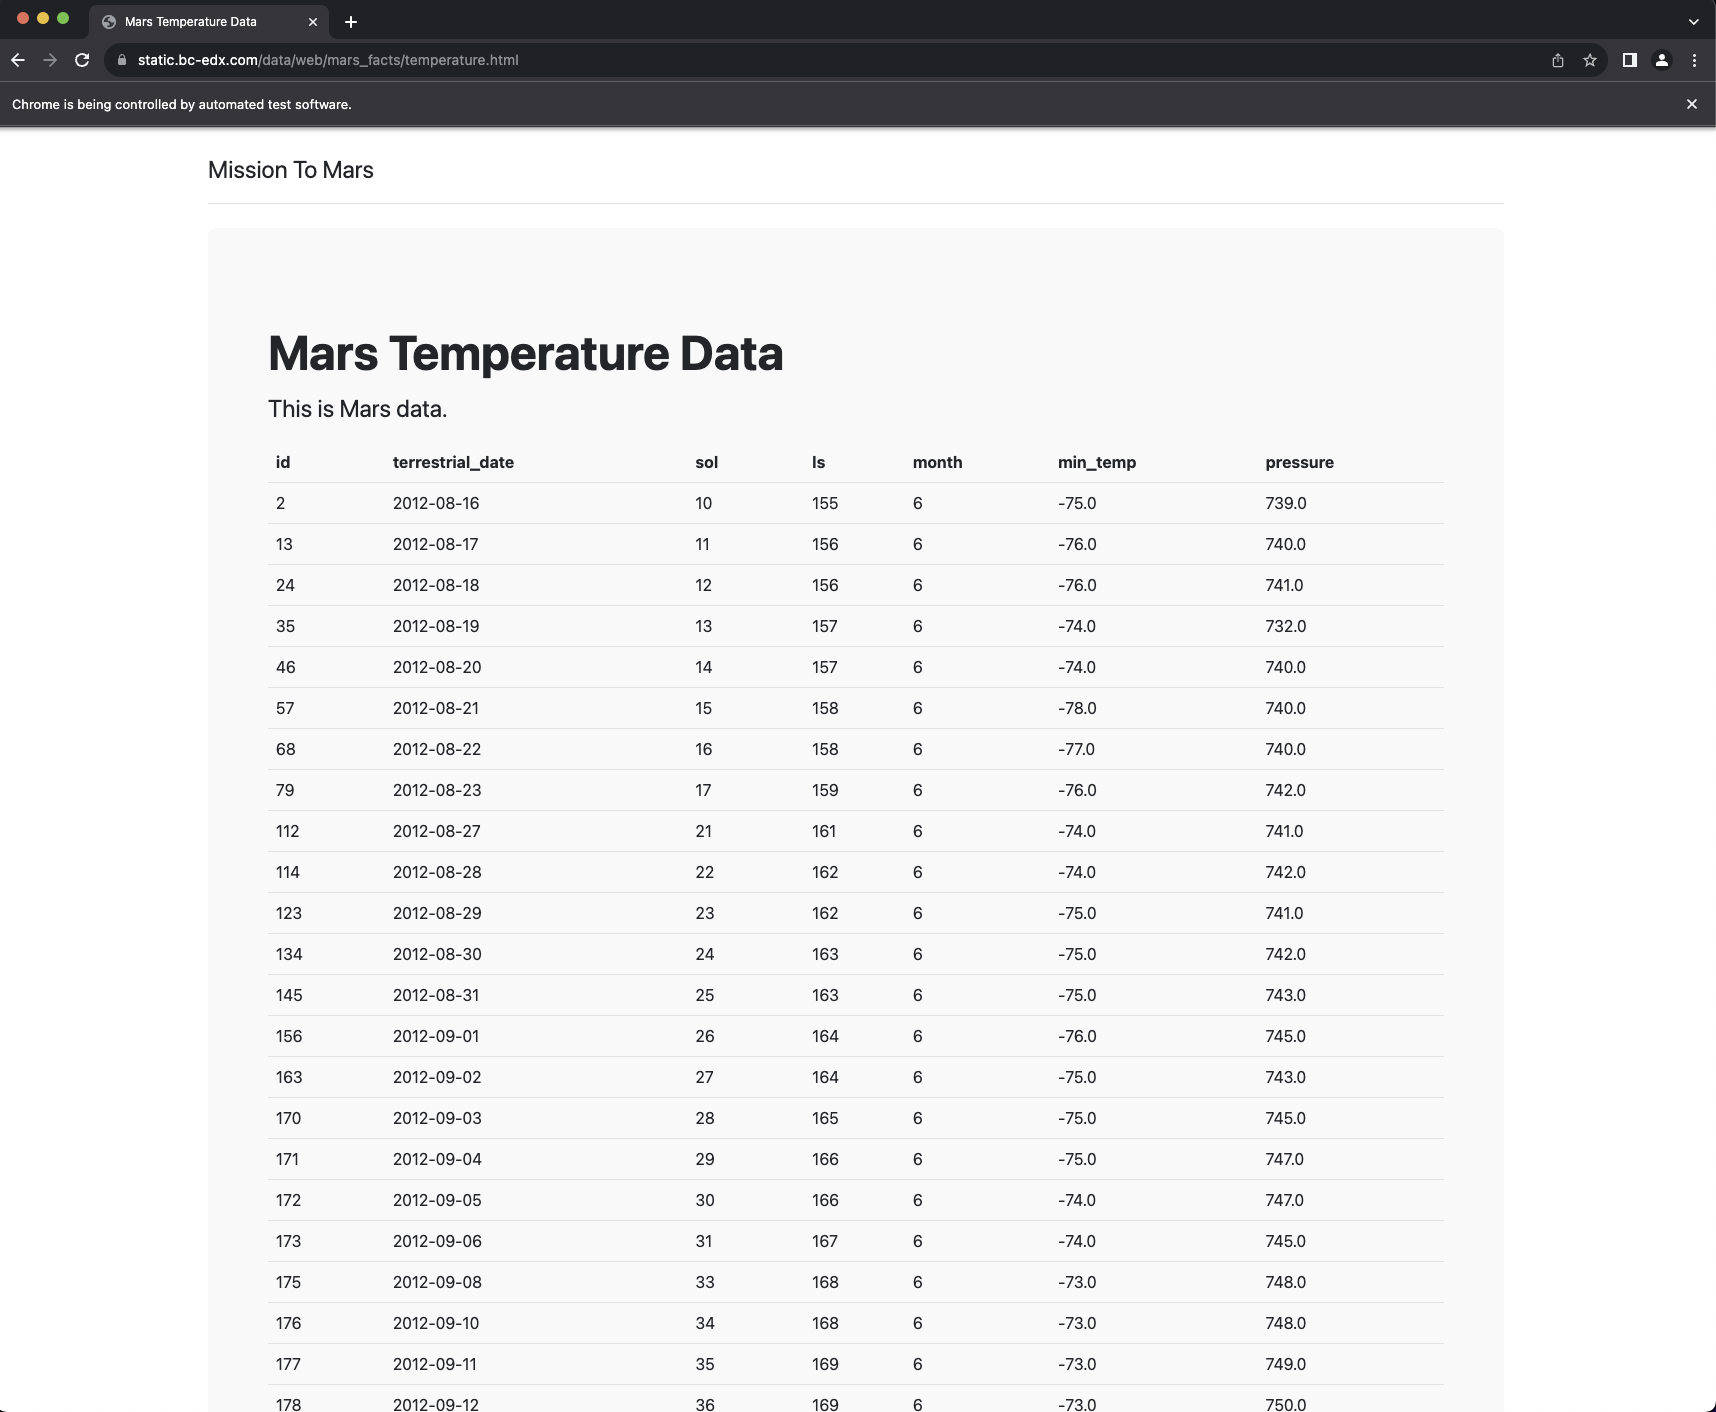 Mars Temperature Data
static.bc-edx.com/data/web/mars_facts/temperature.html
Chrome is being controlled by automated test software.
Mission To Mars
Mars Temperature Data
This is Mars data.
id terrestrial_date sol ls month min_temp pressure
2 2012-08-16 10 155 6 -75.0 739.0
13 2012-08-17 11 156 6 -76.0 740.0
24 2012-08-18 12 156 6 -76.0 741.0
35 2012-08-19 13 157 6 -74.0 732.0
46 2012-08-20 14 157 6 -74.0 740.0
57 2012-08-21 15 158 6 -78.0 740.0
68 2012-08-22 16 158 6 -77.0 740.0
79 2012-08-23 17 159 6 -76.0 742.0
112 2012-08-27 21 161 6 -74.0 741.0
114 2012-08-28 22 162 6 -74.0 742.0
123 2012-08-29 23 162 6 -75.0 741.0
134 2012-08-30 24 163 6 -75.0 742.0
145 2012-08-31 25 163 6 -75.0 743.0
156 2012-09-01 26 164 6 -76.0 745.0
163 2012-09-02 27 164 6 -75.0 743.0
170 2012-09-03 28 165 6 -75.0 745.0
171 2012-09-04 29 166 6 -75.0 747.0
172 2012-09-05 30 166 6 -74.0 747.0
173 2012-09-06 31 167 6 -74.0 745.0
175 2012-09-08 33 168 6 -73.0 748.0
176 2012-09-10 34 168 6 -73.0 748.0
177 2012-09-11 35 169 6 -73.0 749.0
178 2012-09-12 36 169 6 -73.0 750.0